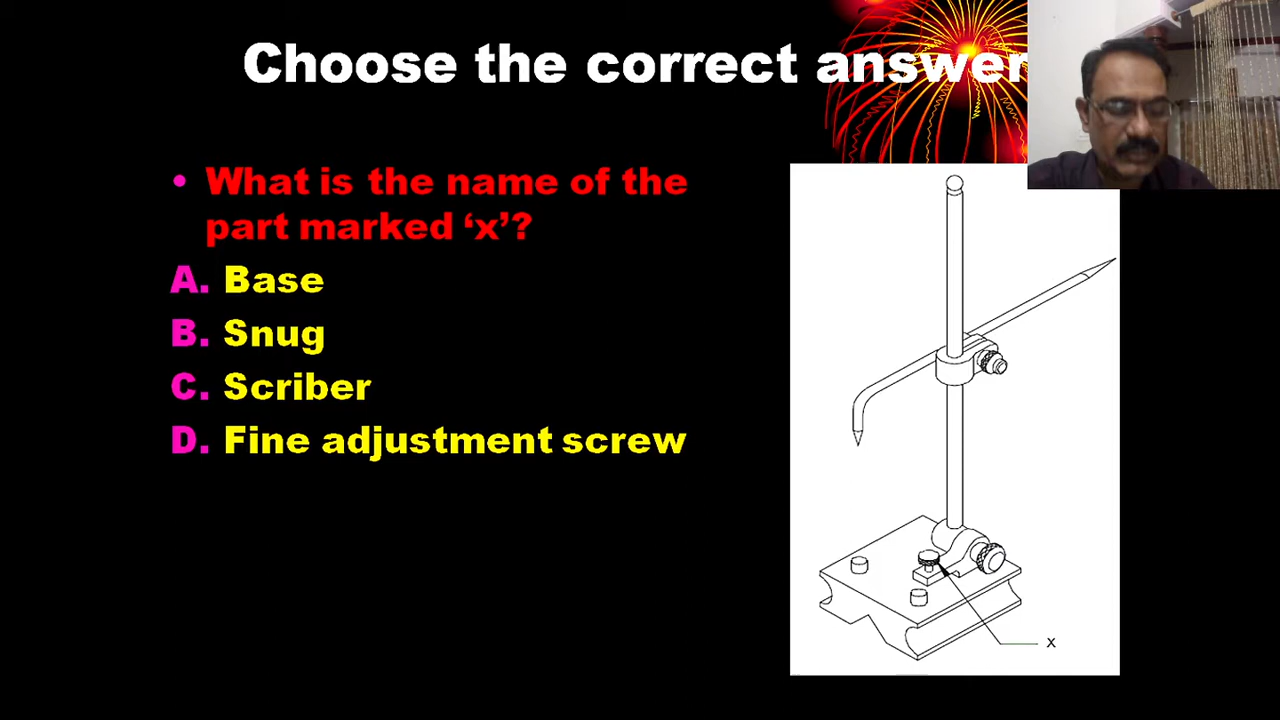 Choose the correct answer
• What is the name of the
part marked ‘x’?
A. Base
B. Snug
C. Scriber
D. Fine adjustment screw
X